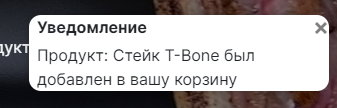 Уведомление
Продукт: Стейк T-Bone был
добавлен в вашу корзину